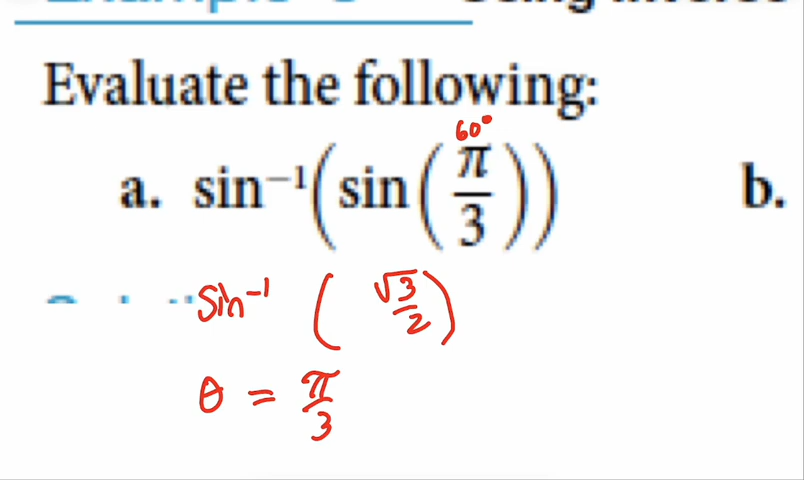 Evaluate the following:
60°
a. sin⁻¹(sin(π/3)) b.
sin⁻¹ (√3/2)
θ = π/3